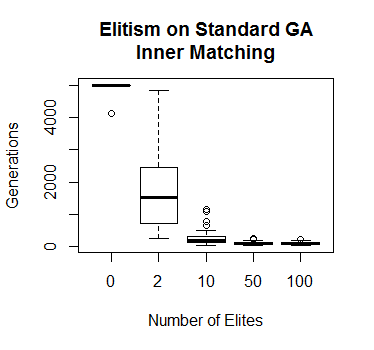 Elitism on Standard GA
Inner Matching
Generations
4000
2000
0
0 2 10 50 100
Number of Elites